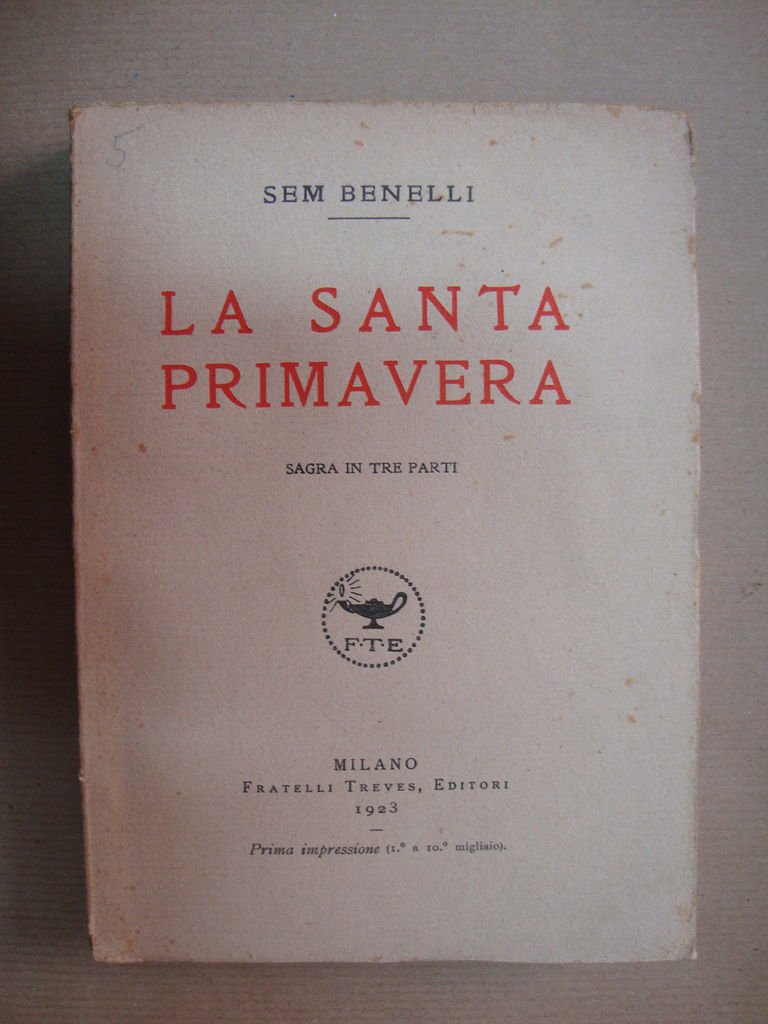 5
SEM BENELLI
LA SANTA
PRIMAVERA
SAGRA IN TRE PARTI
F·T·E
MILANO
FRATELLI TREVES, EDITORI
1923
Prima impressione (1.° a 10.° migliaio).